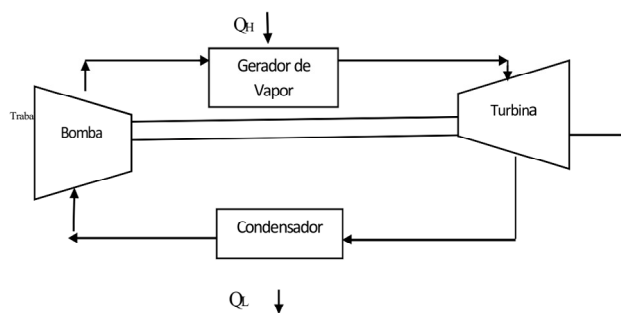 QH
Gerador de
Vapor
Turbina
Traba
Bomba
Condensador
QL